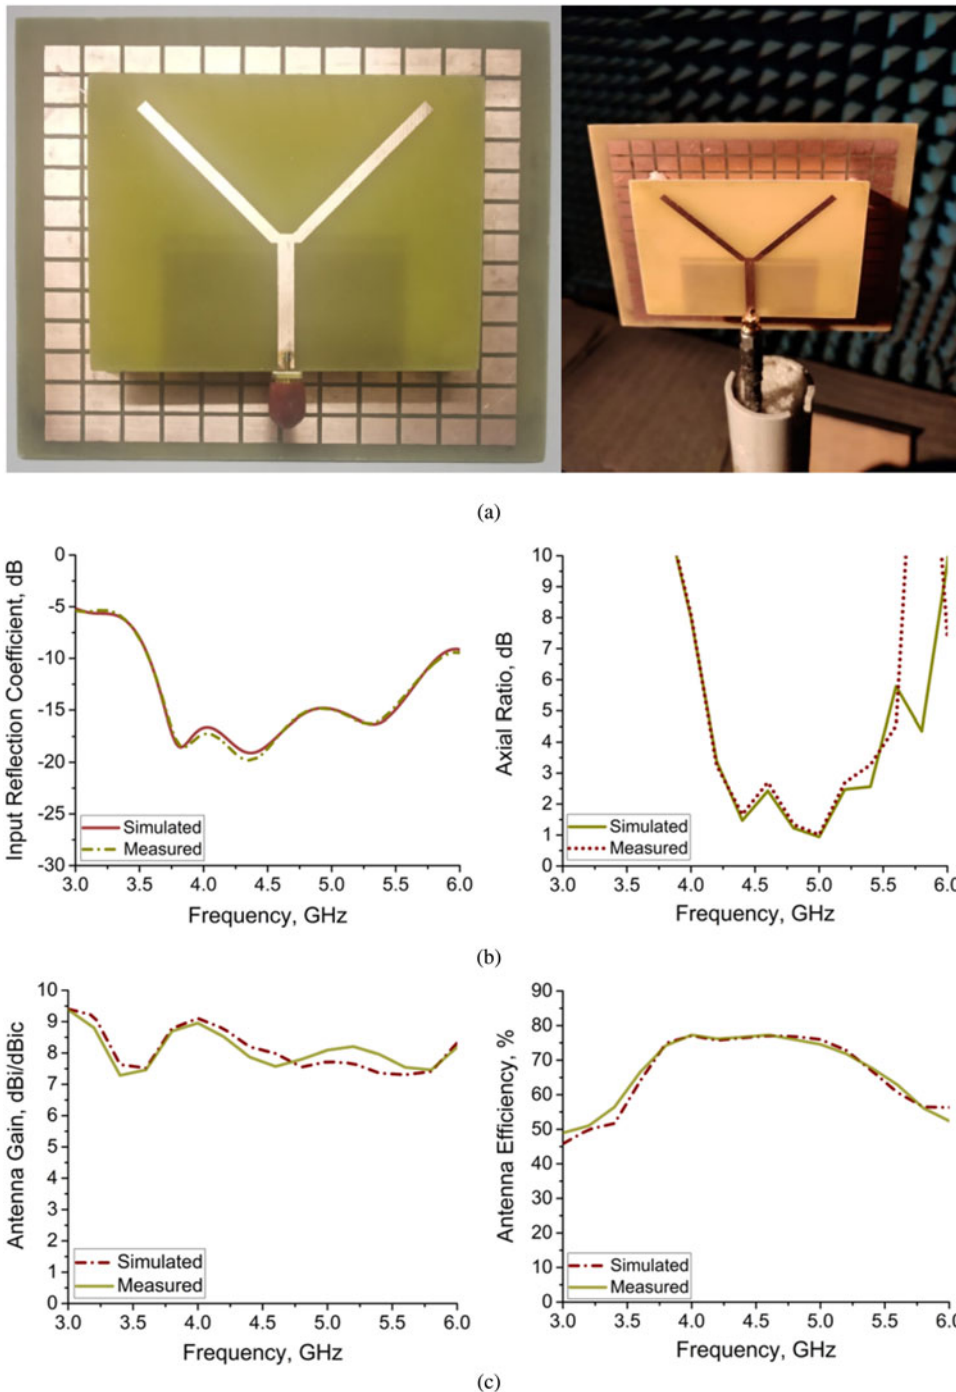 (a)
Input Reflection Coefficient, dB
0
-5
-10
-15
-20
-25
-30
Simulated
Measured
3.0 3.5 4.0 4.5 5.0 5.5 6.0
Frequency, GHz
Axial Ratio, dB
10
9
8
7
6
5
4
3
2
1
0
Simulated
Measured
3.0 3.5 4.0 4.5 5.0 5.5 6.0
Frequency, GHz
(b)
Antenna Gain, dBi/dBic
10
9
8
7
6
5
4
3
2
1
0
Simulated
Measured
3.0 3.5 4.0 4.5 5.0 5.5 6.0
Frequency, GHz
Antenna Efficiency, %
90
80
70
60
50
40
30
20
10
0
Simulated
Measured
3.0 3.5 4.0 4.5 5.0 5.5 6.0
Frequency, GHz
(c)